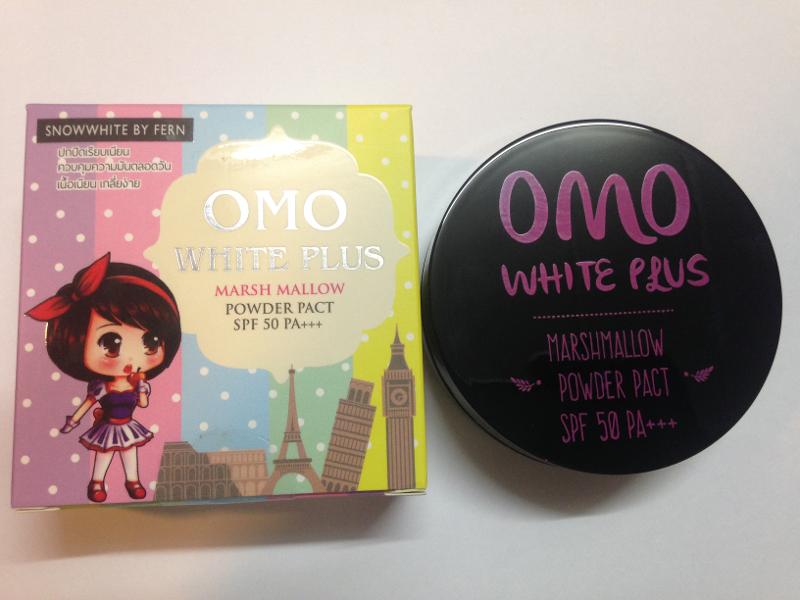 SNOWWHITE BY FERN
ปกปิดเรียบเนียน
ควบคุมความมันตลอดวัน
เนื้อเนียน เกลี่ยง่าย
OMO
WHITE PLUS
MARSH MALLOW
POWDER PACT
SPF 50 PA+++
OMO
WHITE PLUS
MARSHMALLOW
POWDER PACT
SPF 50 PA+++